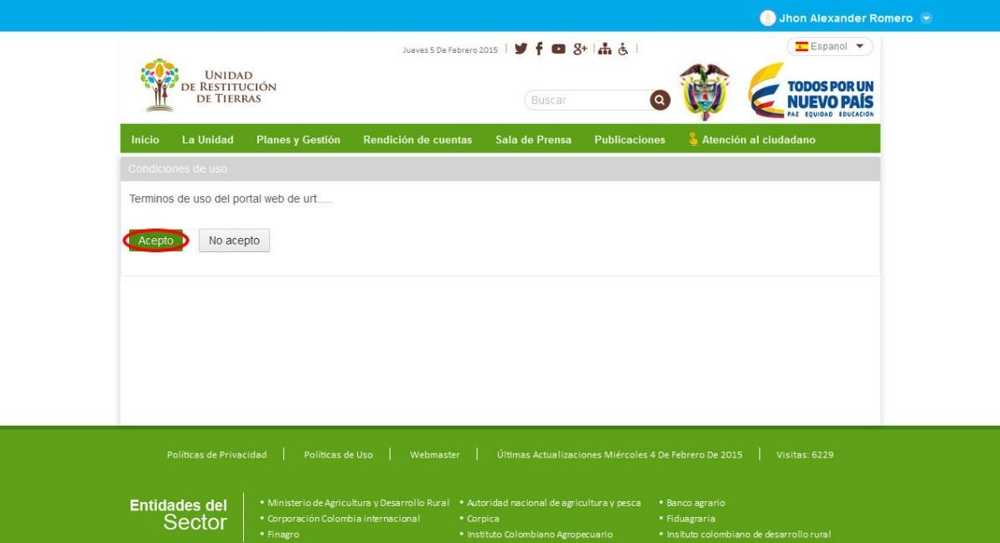 Jhon Alexander Romero
Jueves 5 De Febrero 2015
Espanol
UNIDAD
DE RESTITUCIÓN
DE TIERRAS
Buscar
TODOS POR UN
NUEVO PAÍS
PAZ EQUIDAD EDUCACIÓN
Inicio La Unidad Planes y Gestión Rendición de cuentas Sala de Prensa Publicaciones Atención al ciudadano
Condiciones de uso
Terminos de uso del portal web de urt.....
Acepto No acepto
Políticas de Privacidad | Políticas de Uso | Webmaster | Últimas Actualizaciones Miércoles 4 De Febrero De 2015 | Visitas: 6229
Entidades del
Sector
• Ministerio de Agricultura y Desarrollo Rural • Autoridad nacional de agricultura y pesca • Banco agrario
• Corporación Colombia internacional • Corpica • Fiduagraria
• Finagro • Instituto Colombiano Agropecuario • Insituto colombiano de desarrollo rural